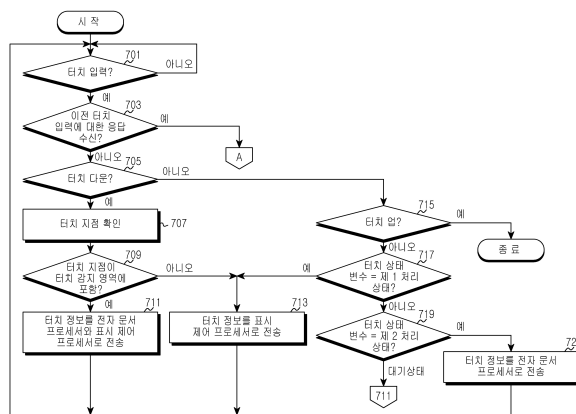 시 작
701
터치 입력?
아니오
예
703
이전 터치
입력에 대한 응답
수신?
예
A
아니오
705
터치 다운?
아니오
예
터치 지점 확인
707
715
터치 업?
예
종 료
아니오
709
터치 지점이
터치 감지 영역에
포함?
아니오
예
717
터치 상태
변수 = 제 1 처리
상태?
예
아니오
711
터치 정보를 전자 문서
프로세서와 표시 제어
프로세서로 전송
713
터치 정보를 표시
제어 프로세서로 전송
719
터치 상태
변수 = 제 2 처리
상태?
예
대기상태
711
터치 정보를 전자 문서
프로세서로 전송